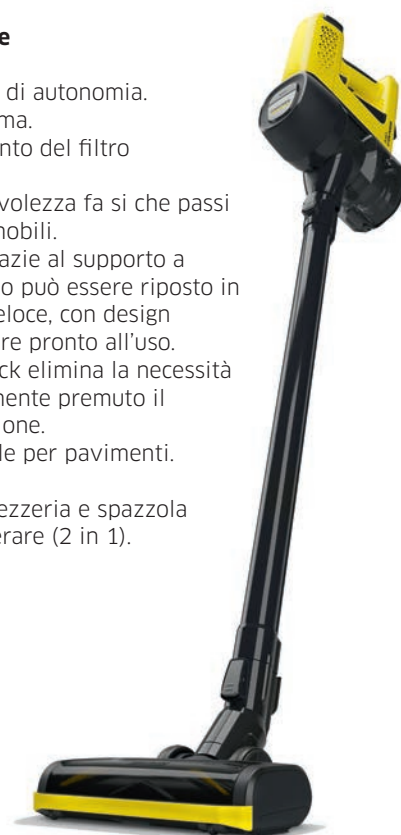 e
di autonomia.
ma.
nto del filtro
volezza fa si che passi
nobili.
azie al supporto a
o può essere riposto in
eloce, con design
re pronto all'uso.
ck elimina la necessità
mente premuto il
ione.
le per pavimenti.
ezzeria e spazzola
erare (2 in 1).